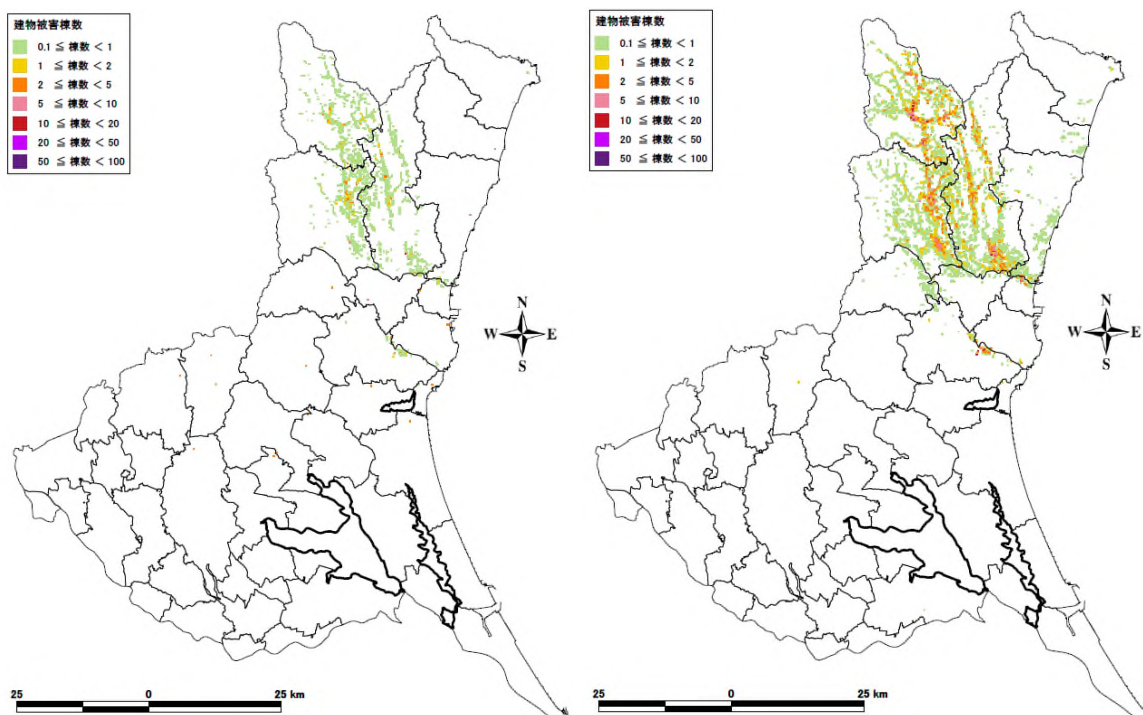 建物被害棟数
0.1 ≦ 棟数 < 1
1 ≦ 棟数 < 2
2 ≦ 棟数 < 5
5 ≦ 棟数 < 10
10 ≦ 棟数 < 20
20 ≦ 棟数 < 50
50 ≦ 棟数 < 100
N
W E
S
25 0 25 km
建物被害棟数
0.1 ≦ 棟数 < 1
1 ≦ 棟数 < 2
2 ≦ 棟数 < 5
5 ≦ 棟数 < 10
10 ≦ 棟数 < 20
20 ≦ 棟数 < 50
50 ≦ 棟数 < 100
N
W E
S
25 0 25 km